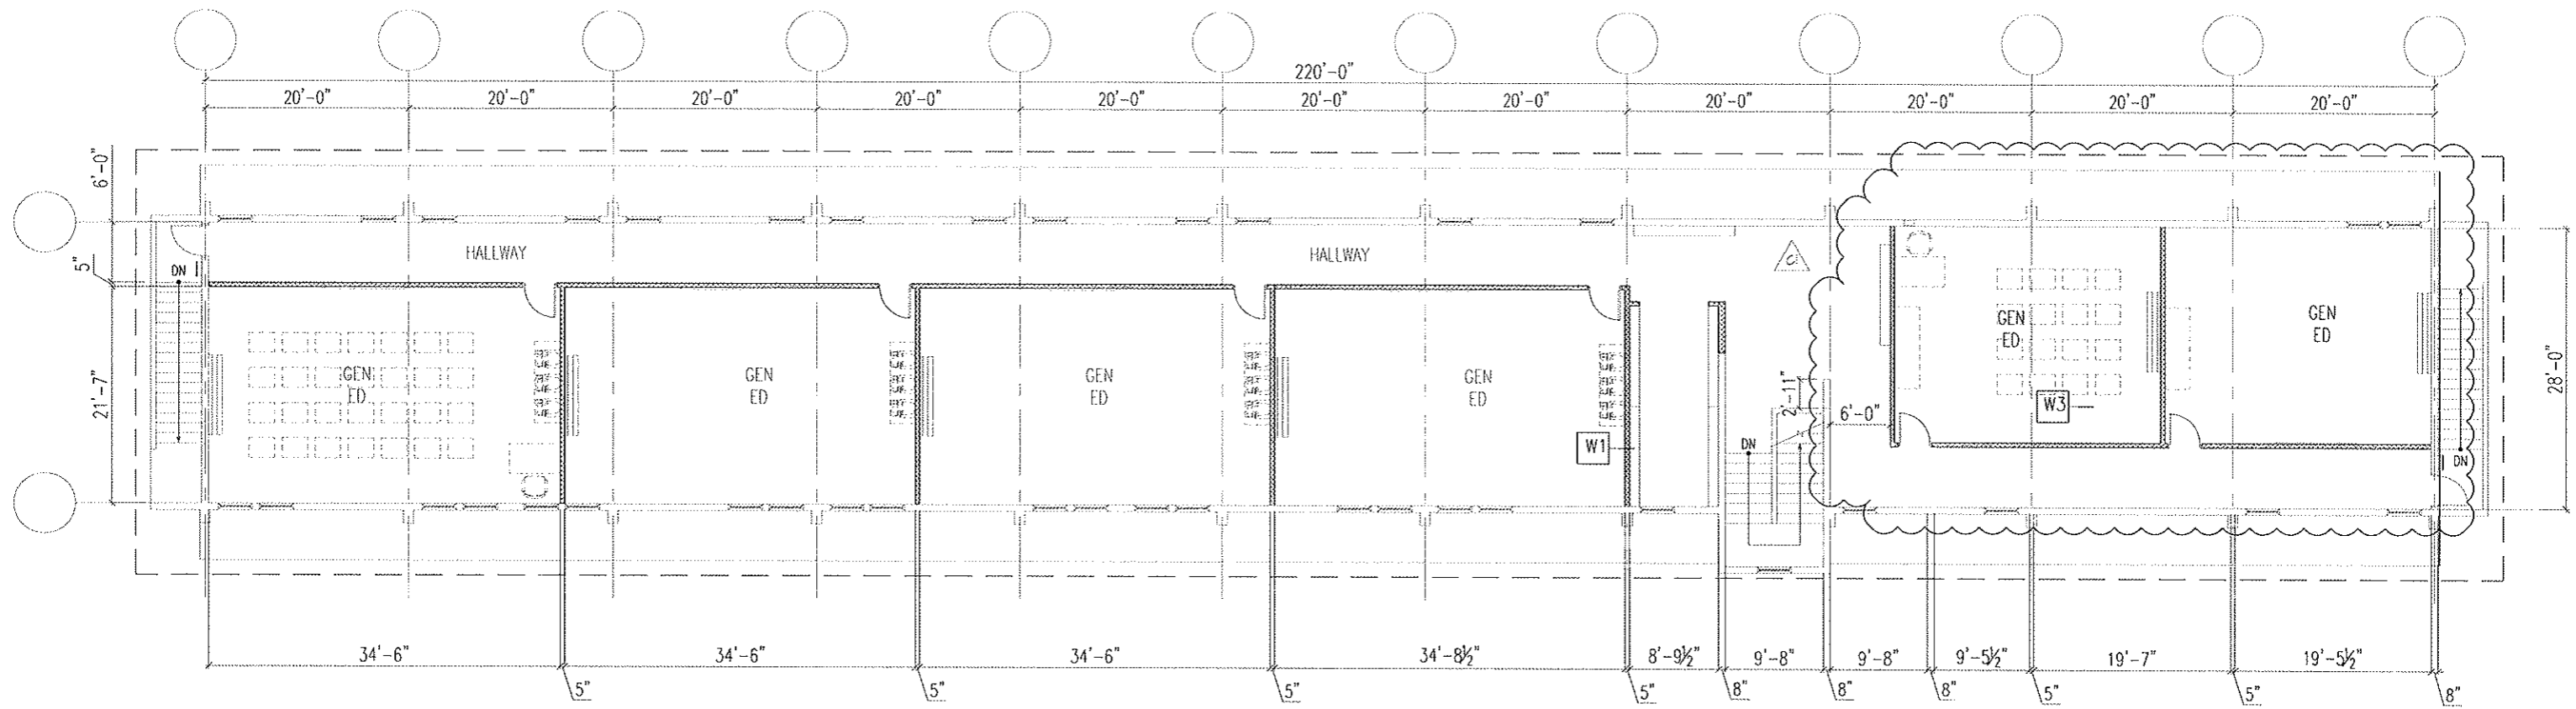 220'-0"
20'-0" 20'-0" 20'-0" 20'-0" 20'-0" 20'-0" 20'-0" 20'-0" 20'-0" 20'-0" 20'-0"
6'-0"
HALLWAY HALLWAY
5"
DN
GEN
ED
GEN
ED
GEN
ED
GEN
ED
GEN
ED
GEN
ED
21'-7"
28'-0"
2'-11"
6'-0"
W3
W1
DN
DN
34'-6" 34'-6" 34'-6" 34'-8½" 8'-9½" 9'-8" 9'-8" 9'-5½" 19'-7" 19'-5½"
5" 5" 5" 5" 8" 8" 8" 5" 5" 8"